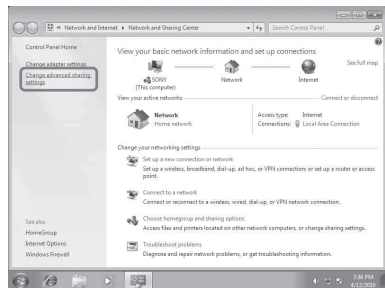 « Network and Internet ▸ Network and Sharing Center
Search Control Panel
Control Panel Home
Change adapter settings
Change advanced sharing
settings
View your basic network information and set up connections
See full map
SONY
(This computer)
Network
Internet
View your active networks
Connect or disconnect
Network
Home network
Access type: Internet
Connections: Local Area Connection
Change your networking settings
Set up a new connection or network
Set up a wireless, broadband, dial-up, ad hoc, or VPN connection; or set up a router or access
point.
Connect to a network
Connect or reconnect to a wireless, wired, dial-up, or VPN network connection.
Choose homegroup and sharing options
Access files and printers located on other network computers, or change sharing settings.
Troubleshoot problems
Diagnose and repair network problems, or get troubleshooting information.
See also
HomeGroup
Internet Options
Windows Firewall
7:36 PM
4/12/2010